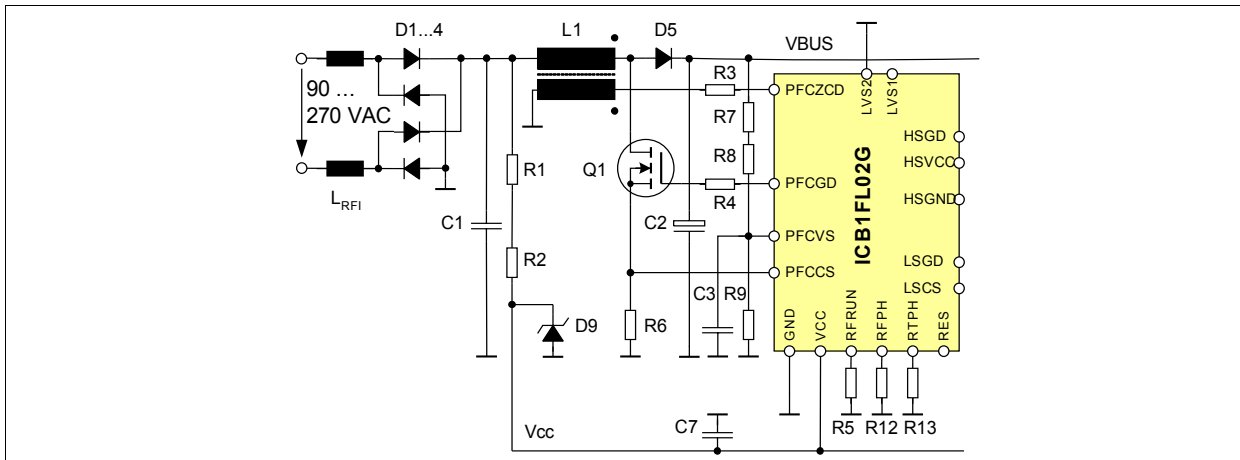 D1...4
L1
D5
VBUS
R3
PFCZCD
LVS2
LVS1
90 ...
270 VAC
R7
HSGD
R8
HSVCC
Q1
R1
PFCGD
R4
HSGND
LRFI
C1
C2
ICB1FL02G
PFCVS
R2
PFCCS
LSGD
LSCS
C3
R9
D9
R6
GND
VCC
RFRUN
RFPH
RTPH
RES
Vcc
C7
R5
R12
R13